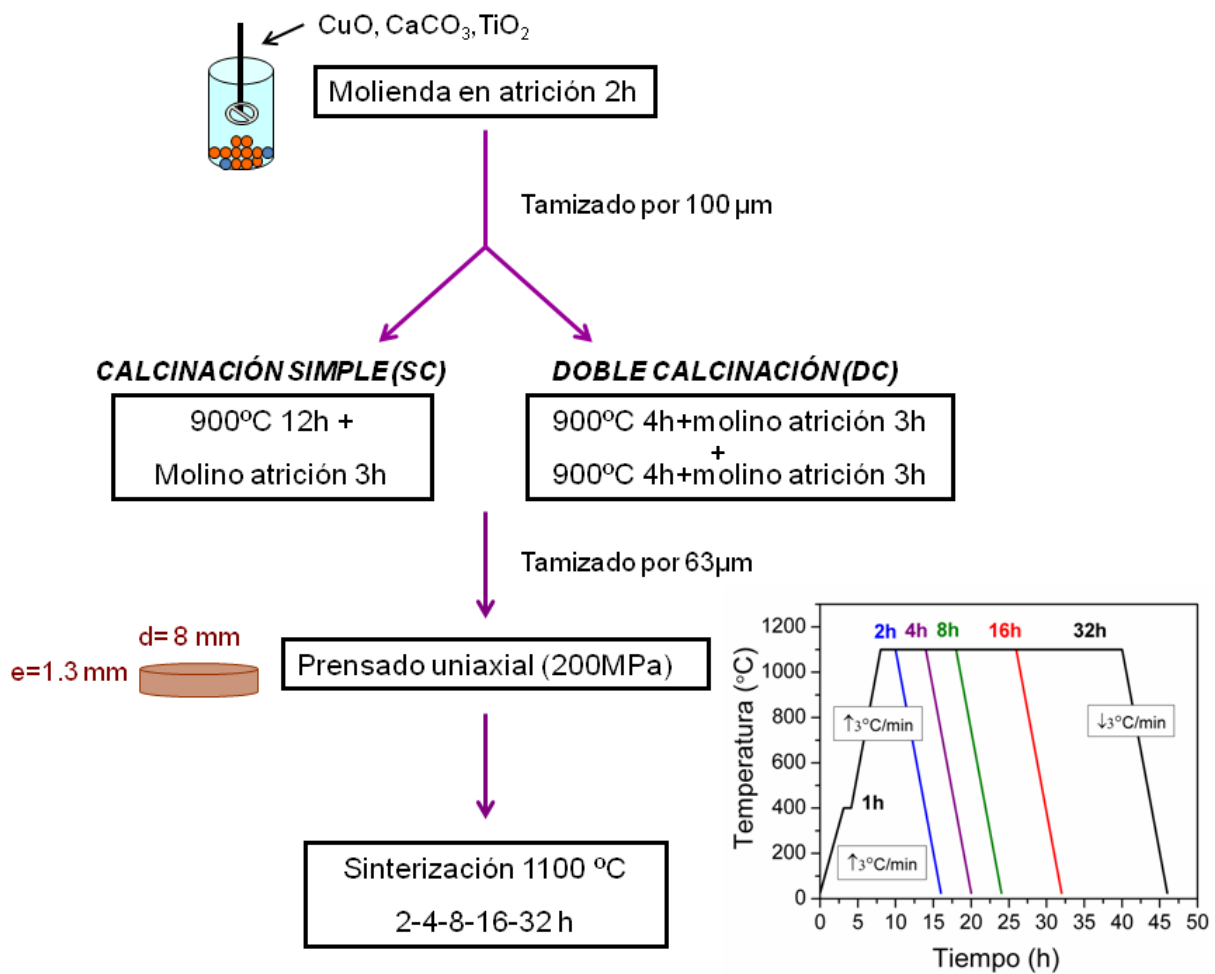 CuO, CaCO3,TiO2
Molienda en atrición 2h
Tamizado por 100 µm
CALCINACIÓN SIMPLE (SC)
900ºC 12h +
Molino atrición 3h
DOBLE CALCINACIÓN (DC)
900ºC 4h+molino atrición 3h
+
900ºC 4h+molino atrición 3h
Tamizado por 63µm
d= 8 mm
e=1.3 mm
Prensado uniaxial (200MPa)
Sinterización 1100 ºC
2-4-8-16-32 h
Temperatura (°C)
1200
1000
800
600
400
200
0
2h 4h 8h 16h 32h
↑3°C/min
↓3°C/min
1h
↑3°C/min
0 5 10 15 20 25 30 35 40 45 50
Tiempo (h)